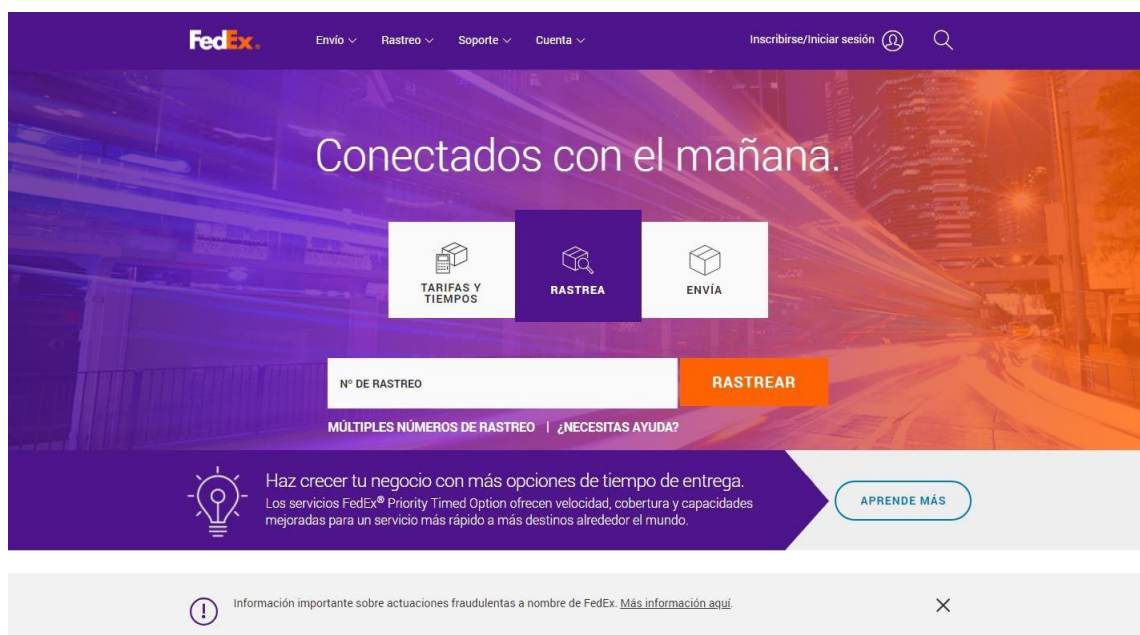 FedEx.
Envío
Rastreo
Soporte
Cuenta
Inscribirse/Iniciar sesión
Conectados con el mañana.
TARIFAS Y
TIEMPOS
RASTREA
ENVÍA
Nº DE RASTREO
RASTREAR
MÚLTIPLES NÚMEROS DE RASTREO | ¿NECESITAS AYUDA?
Haz crecer tu negocio con más opciones de tiempo de entrega.
Los servicios FedEx® Priority Timed Option ofrecen velocidad, cobertura y capacidades
mejoradas para un servicio más rápido a más destinos alrededor el mundo.
APRENDE MÁS
Información importante sobre actuaciones fraudulentas a nombre de FedEx. Más información aquí.